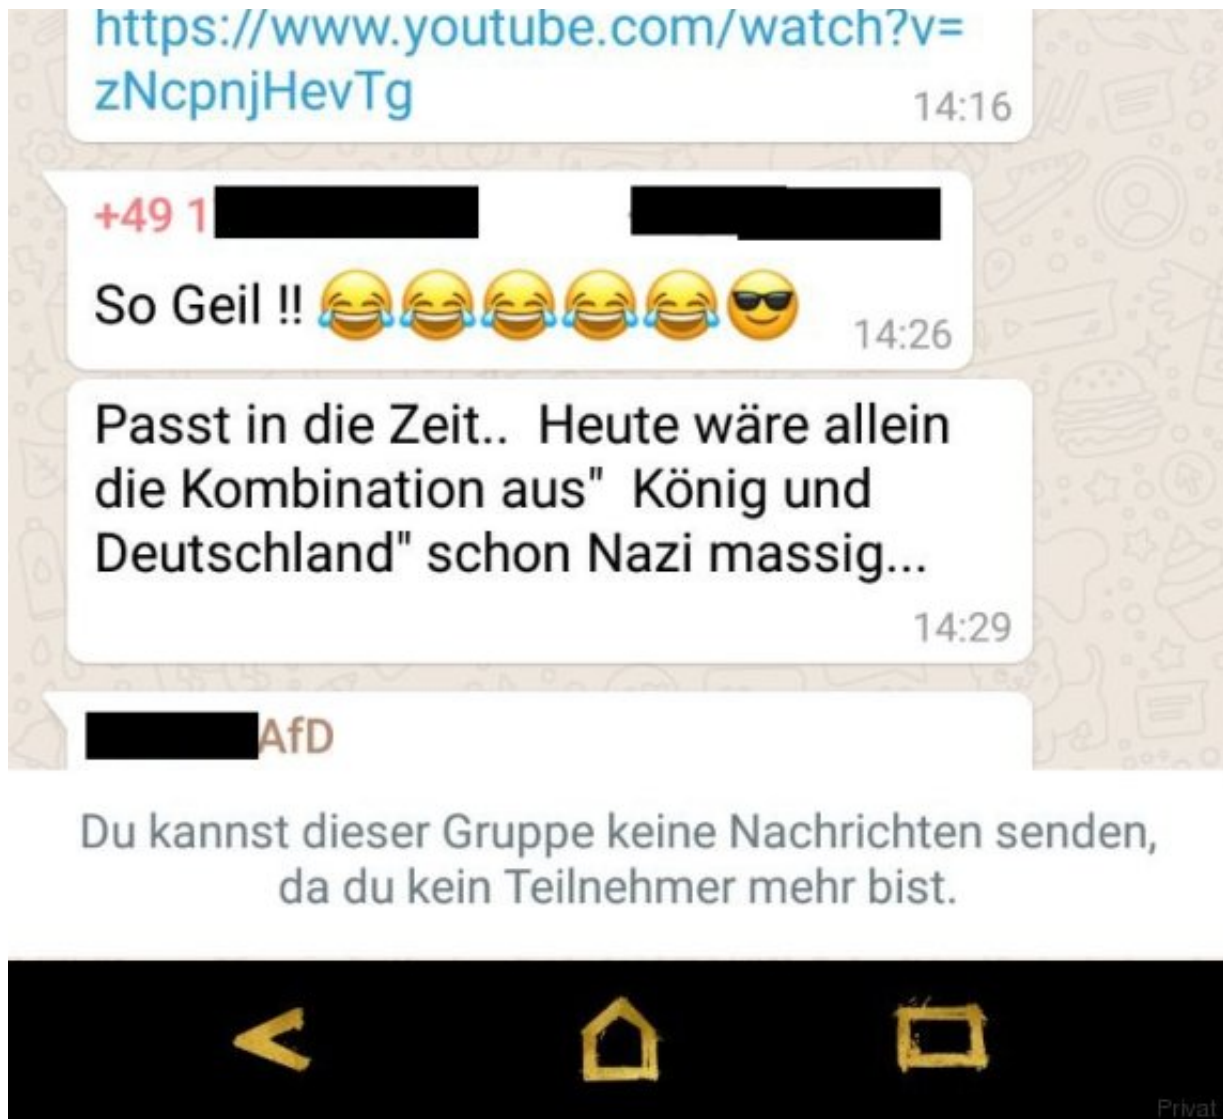 https://www.youtube.com/watch?v=
zNcpnjHevTg
14:16
+49 1
So Geil !! 😂😂😂😂😂😎
14:26
Passt in die Zeit..  Heute wäre allein
die Kombination aus"  König und
Deutschland" schon Nazi massig...
14:29
AfD
Du kannst dieser Gruppe keine Nachrichten senden,
da du kein Teilnehmer mehr bist.
Privat